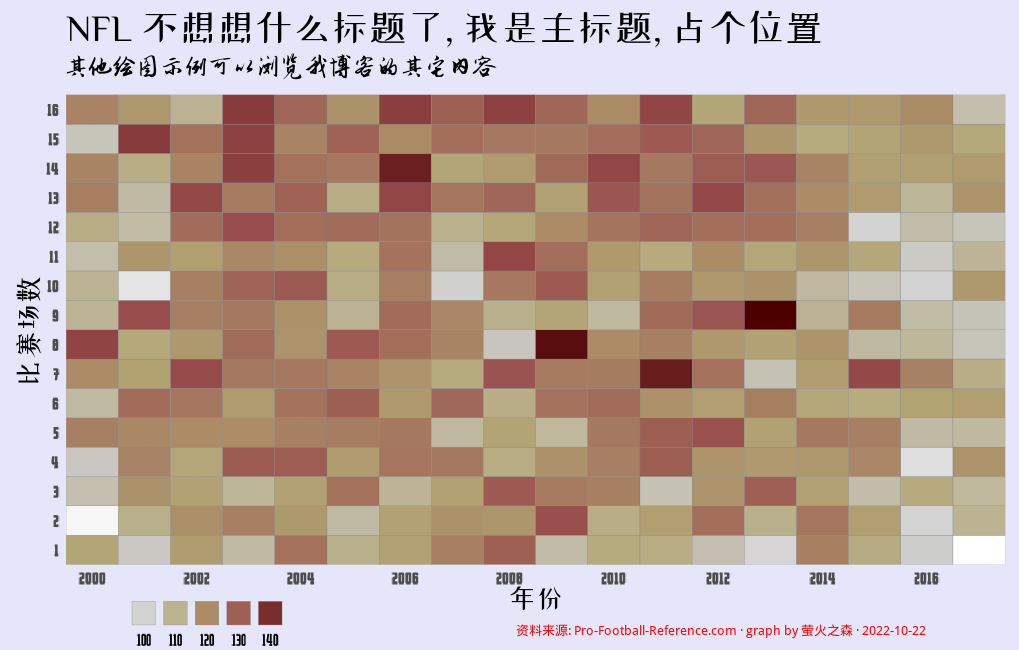 NFL 不想想什么标题了, 我是主标题, 占个位置
其他绘图示例可以浏览我博客的其它内容
比赛场数
16
15
14
13
12
11
10
9
8
7
6
5
4
3
2
1
2000 2002 2004 2006 2008 2010 2012 2014 2016
年份
100 110 120 130 140
资料来源: Pro-Football-Reference.com · graph by 萤火之森 · 2022-10-22